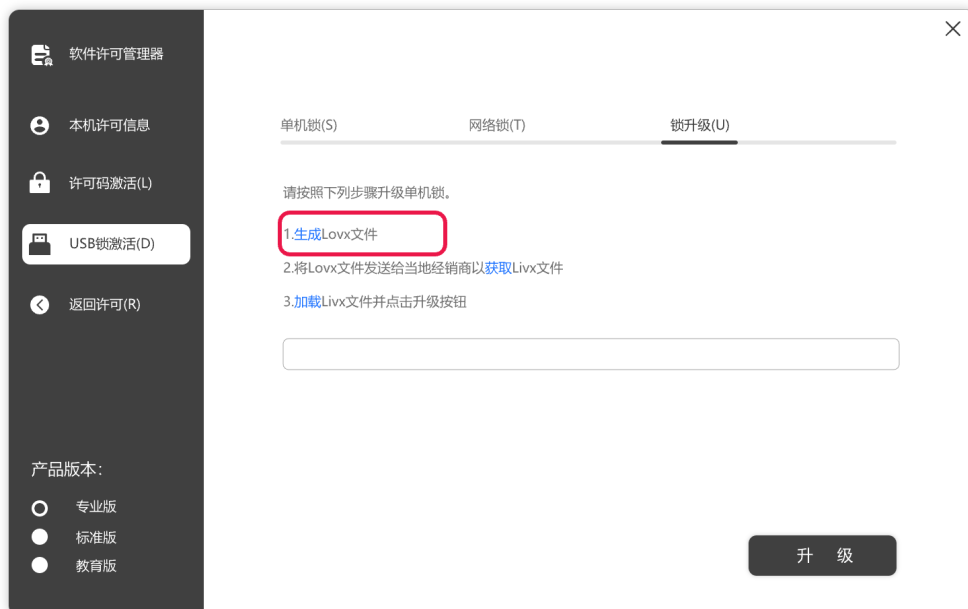 软件许可管理器
本机许可信息
许可码激活(L)
USB锁激活(D)
返回许可(R)
产品版本：
专业版
标准版
教育版
单机锁(S)
网络锁(T)
锁升级(U)
请按照下列步骤升级单机锁。
1.生成Lovx文件
2.将Lovx文件发送给当地经销商以获取Livx文件
3.加载Livx文件并点击升级按钮
升 级